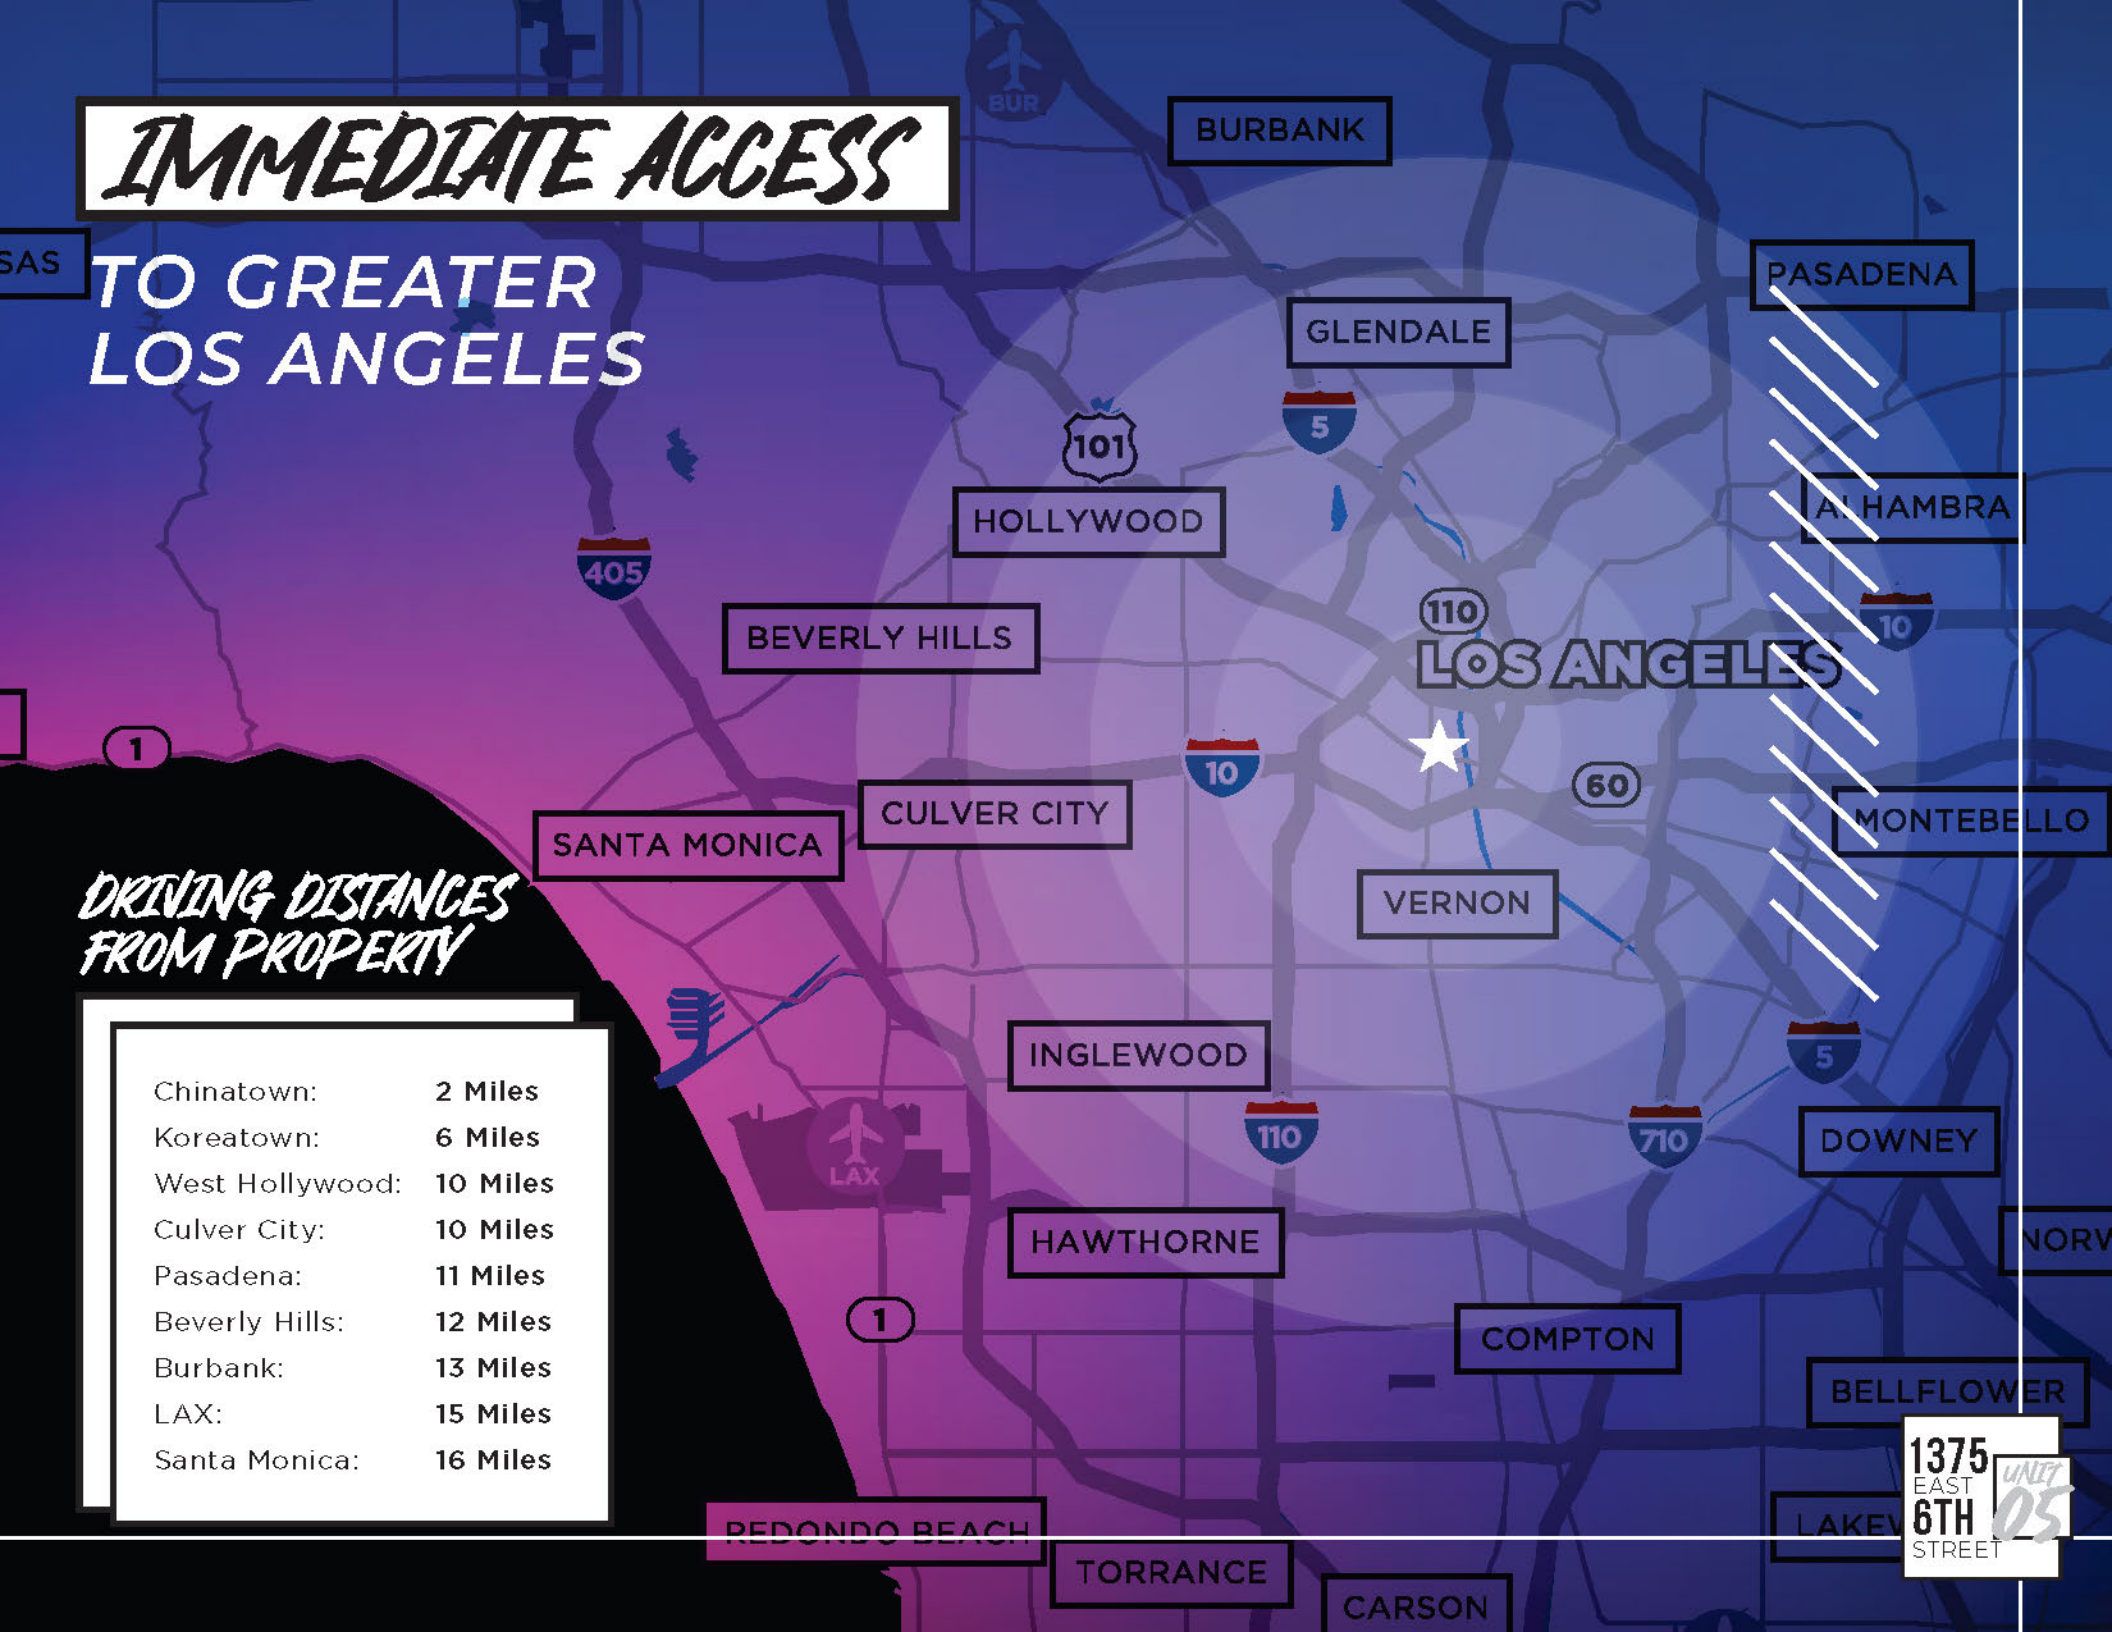 IMMEDIATE ACCESS
TO GREATER
LOS ANGELES
SAS
BUR
BURBANK
PASADENA
GLENDALE
5
101
HOLLYWOOD
ALHAMBRA
405
110
10
BEVERLY HILLS
LOS ANGELES
1
10
60
CULVER CITY
SANTA MONICA
MONTEBELLO
VERNON
INGLEWOOD
5
110
710
DOWNEY
LAX
HAWTHORNE
NORW
1
COMPTON
BELLFLOWER
REDONDO BEACH
LAKEW
TORRANCE
CARSON
DRIVING DISTANCES
FROM PROPERTY
Chinatown: 2 Miles
Koreatown: 6 Miles
West Hollywood: 10 Miles
Culver City: 10 Miles
Pasadena: 11 Miles
Beverly Hills: 12 Miles
Burbank: 13 Miles
LAX: 15 Miles
Santa Monica: 16 Miles
1375
EAST
6TH
STREET
UNIT
05